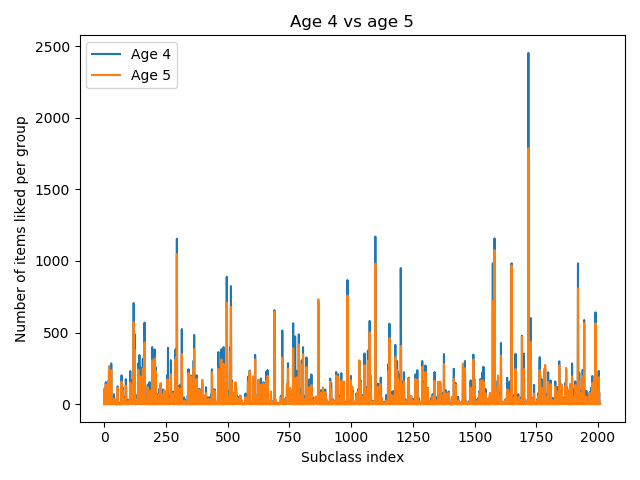 Age 4 vs age 5
Age 4
Age 5
Number of items liked per group
2500
2000
1500
1000
500
0
0 250 500 750 1000 1250 1500 1750 2000
Subclass index